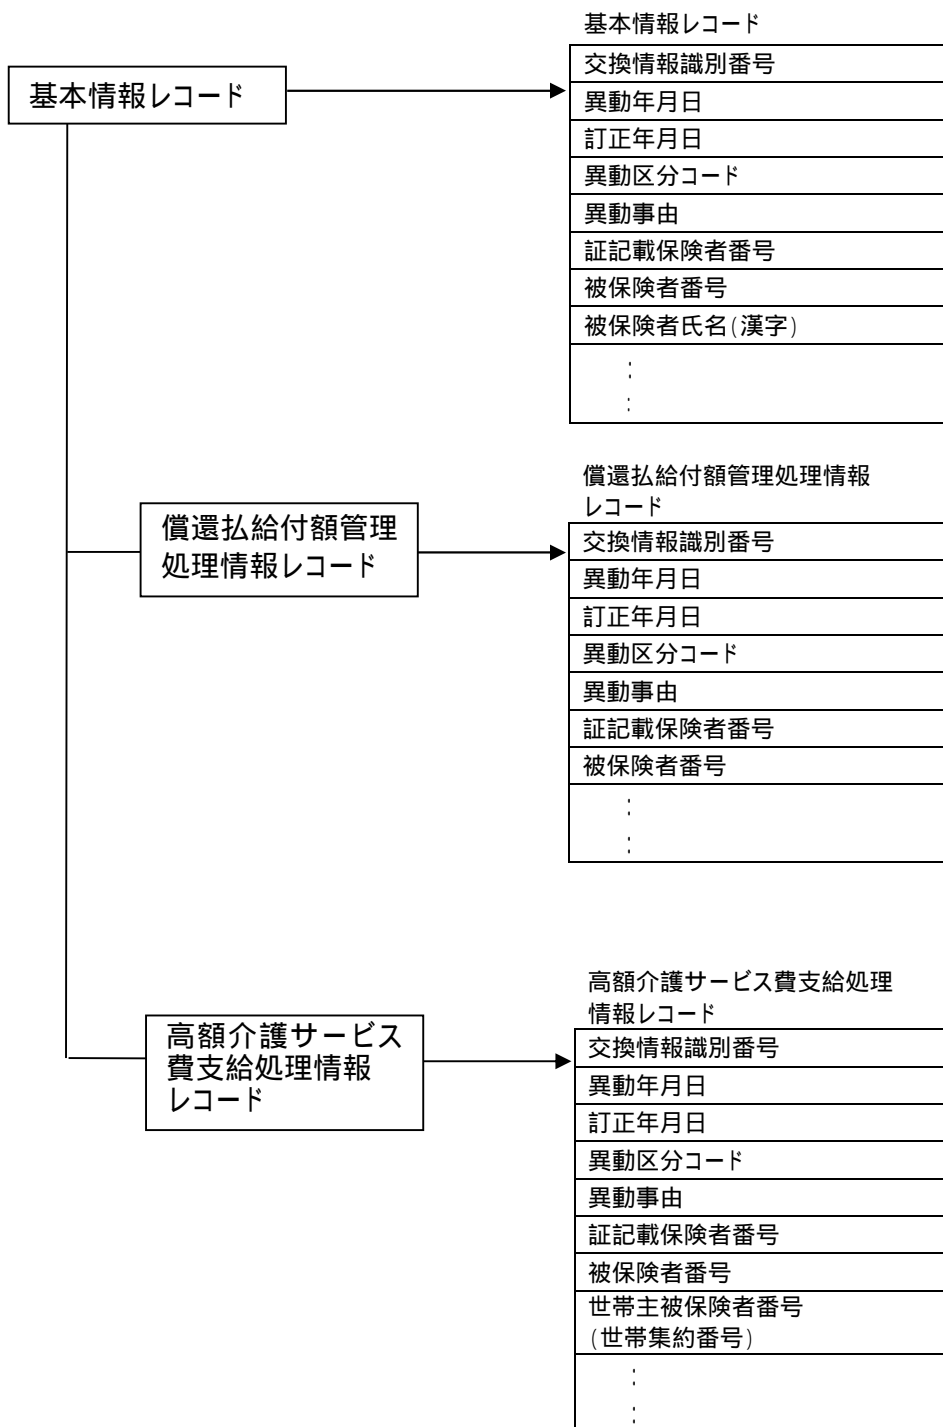 基本情報レコード
基本情報レコード
交換情報識別番号
異動年月日
訂正年月日
異動区分コード
異動事由
証記載保険者番号
被保険者番号
被保険者氏名(漢字)
:
:
償還払給付額管理
処理情報レコード
償還払給付額管理処理情報
レコード
交換情報識別番号
異動年月日
訂正年月日
異動区分コード
異動事由
証記載保険者番号
被保険者番号
:
:
高額介護サービス
費支給処理情報
レコード
高額介護サービス費支給処理
情報レコード
交換情報識別番号
異動年月日
訂正年月日
異動区分コード
異動事由
証記載保険者番号
被保険者番号
世帯主被保険者番号
(世帯集約番号)
:
: